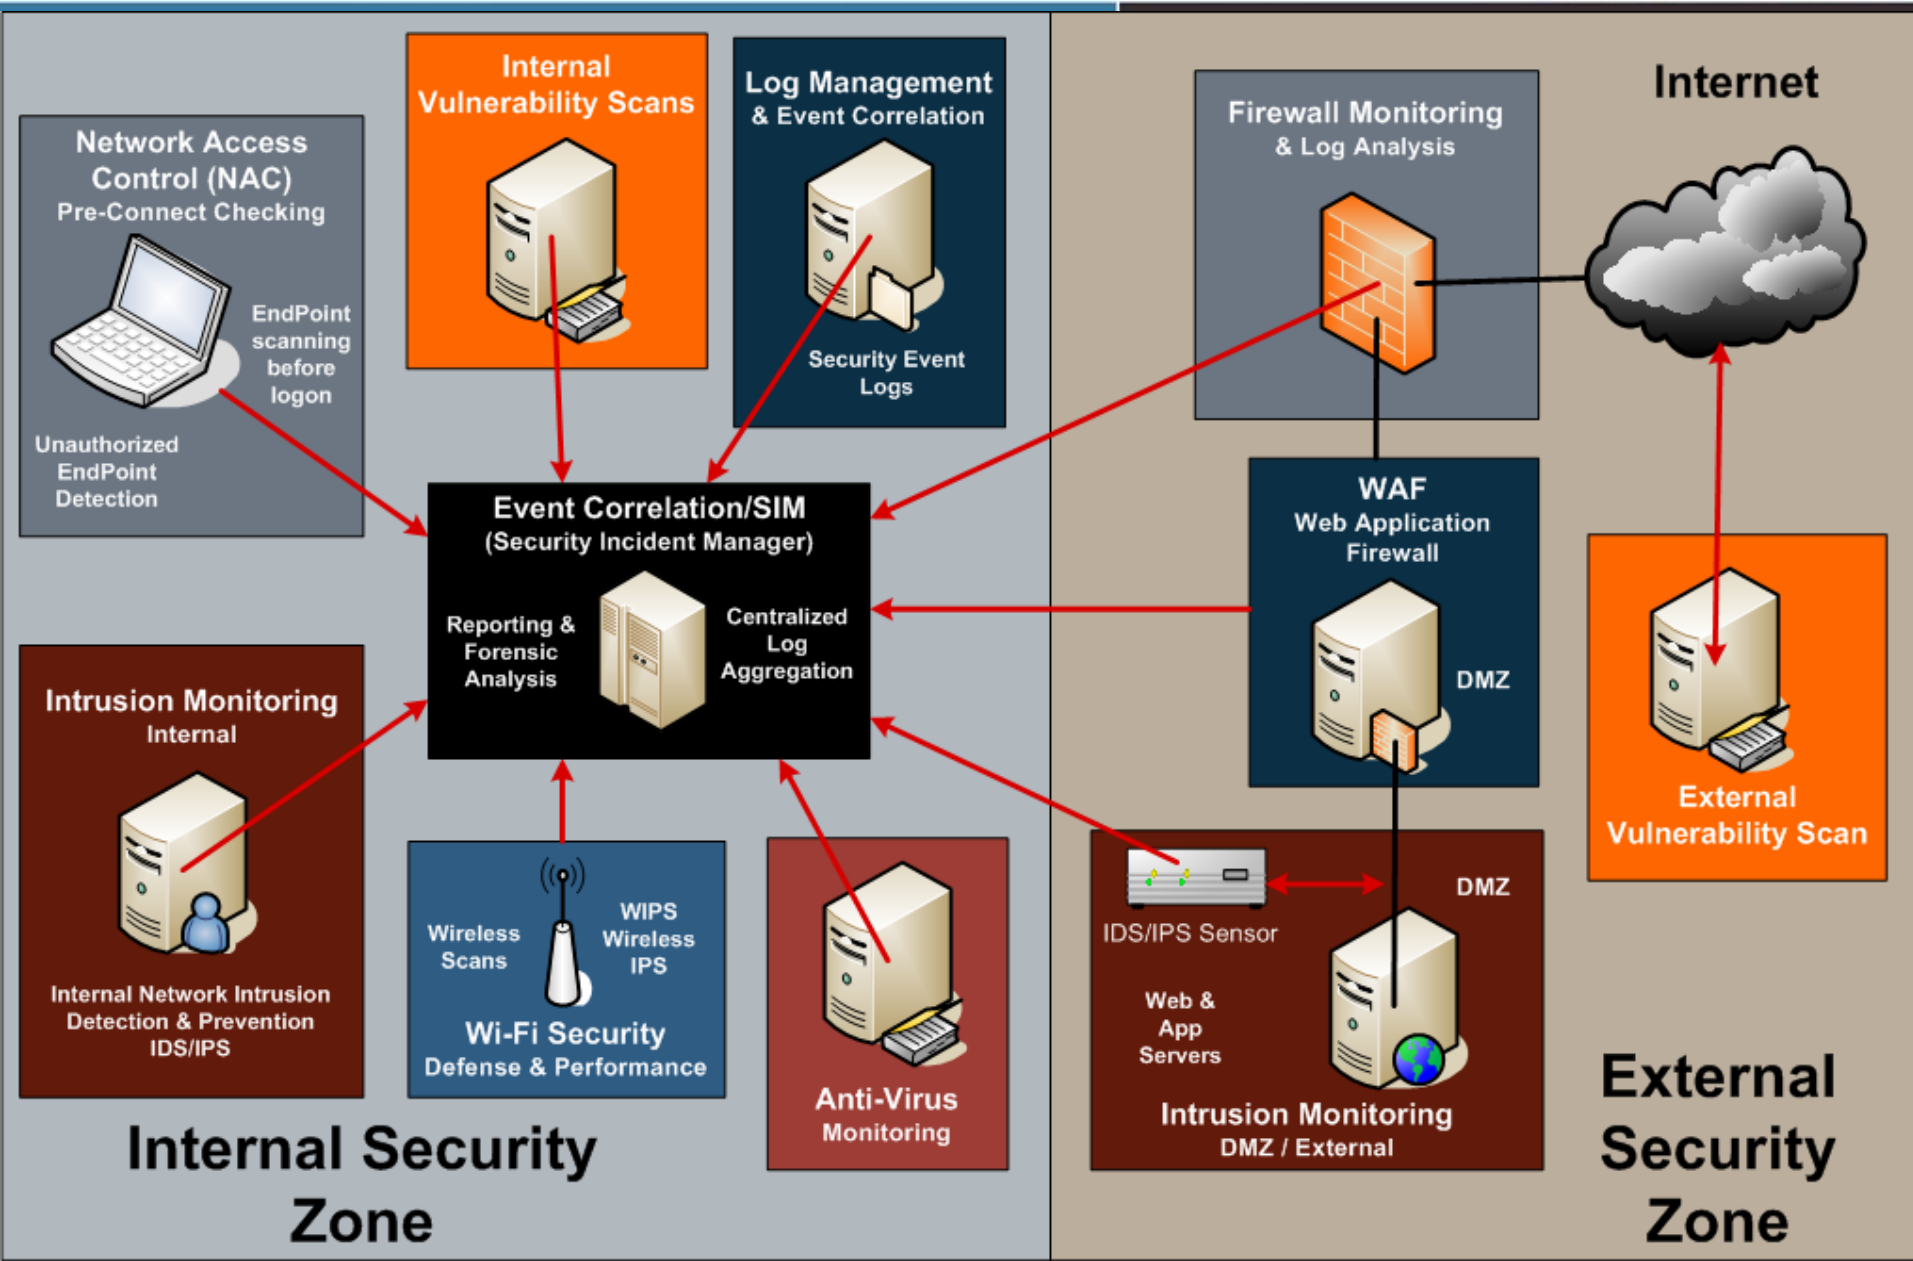 Network Access
Control (NAC)
Pre-Connect Checking
EndPoint
scanning
before
logon
Unauthorized
EndPoint
Detection
Internal
Vulnerability Scans
Log Management
& Event Correlation
Security Event
Logs
Firewall Monitoring
& Log Analysis
Internet
Event Correlation/SIM
(Security Incident Manager)
Reporting &
Forensic
Analysis
Centralized
Log
Aggregation
WAF
Web Application
Firewall
DMZ
External
Vulnerability Scan
Intrusion Monitoring
Internal
Internal Network Intrusion
Detection & Prevention
IDS/IPS
Wireless
Scans
WIPS
Wireless
IPS
Wi-Fi Security
Defense & Performance
Anti-Virus
Monitoring
DMZ
IDS/IPS Sensor
Web &
App
Servers
Intrusion Monitoring
DMZ / External
Internal Security
Zone
External
Security
Zone